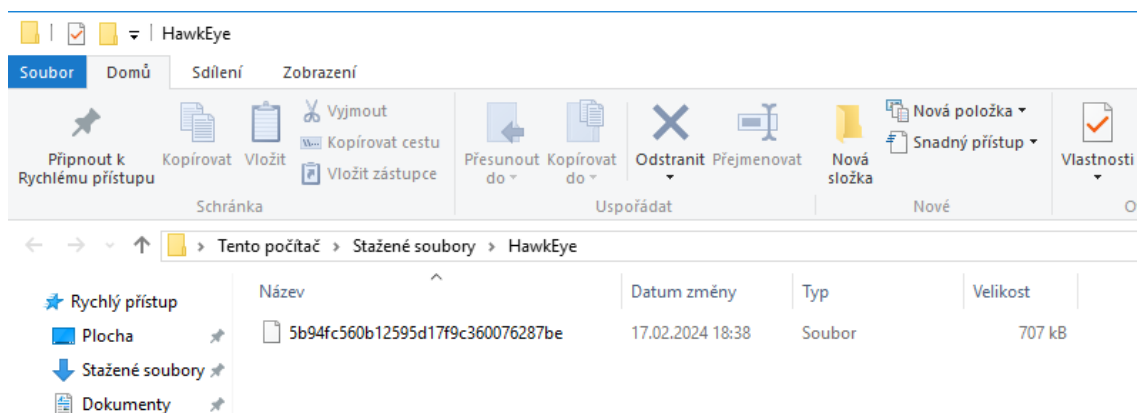 HawkEye
Soubor Domů Sdílení Zobrazení
Připnout k Rychlému přístupu
Kopírovat
Vložit
Vyjmout
Kopírovat cestu
Vložit zástupce
Schránka
Přesunout do
Kopírovat do
Odstranit
Přejmenovat
Uspořádat
Nová složka
Nová položka
Snadný přístup
Nové
Vlastnosti
O
Tento počítač > Stažené soubory > HawkEye
Rychlý přístup
Plocha
Stažené soubory
Dokumenty
Název Datum změny Typ Velikost
5b94fc560b12595d17f9c360076287be 17.02.2024 18:38 Soubor 707 kB